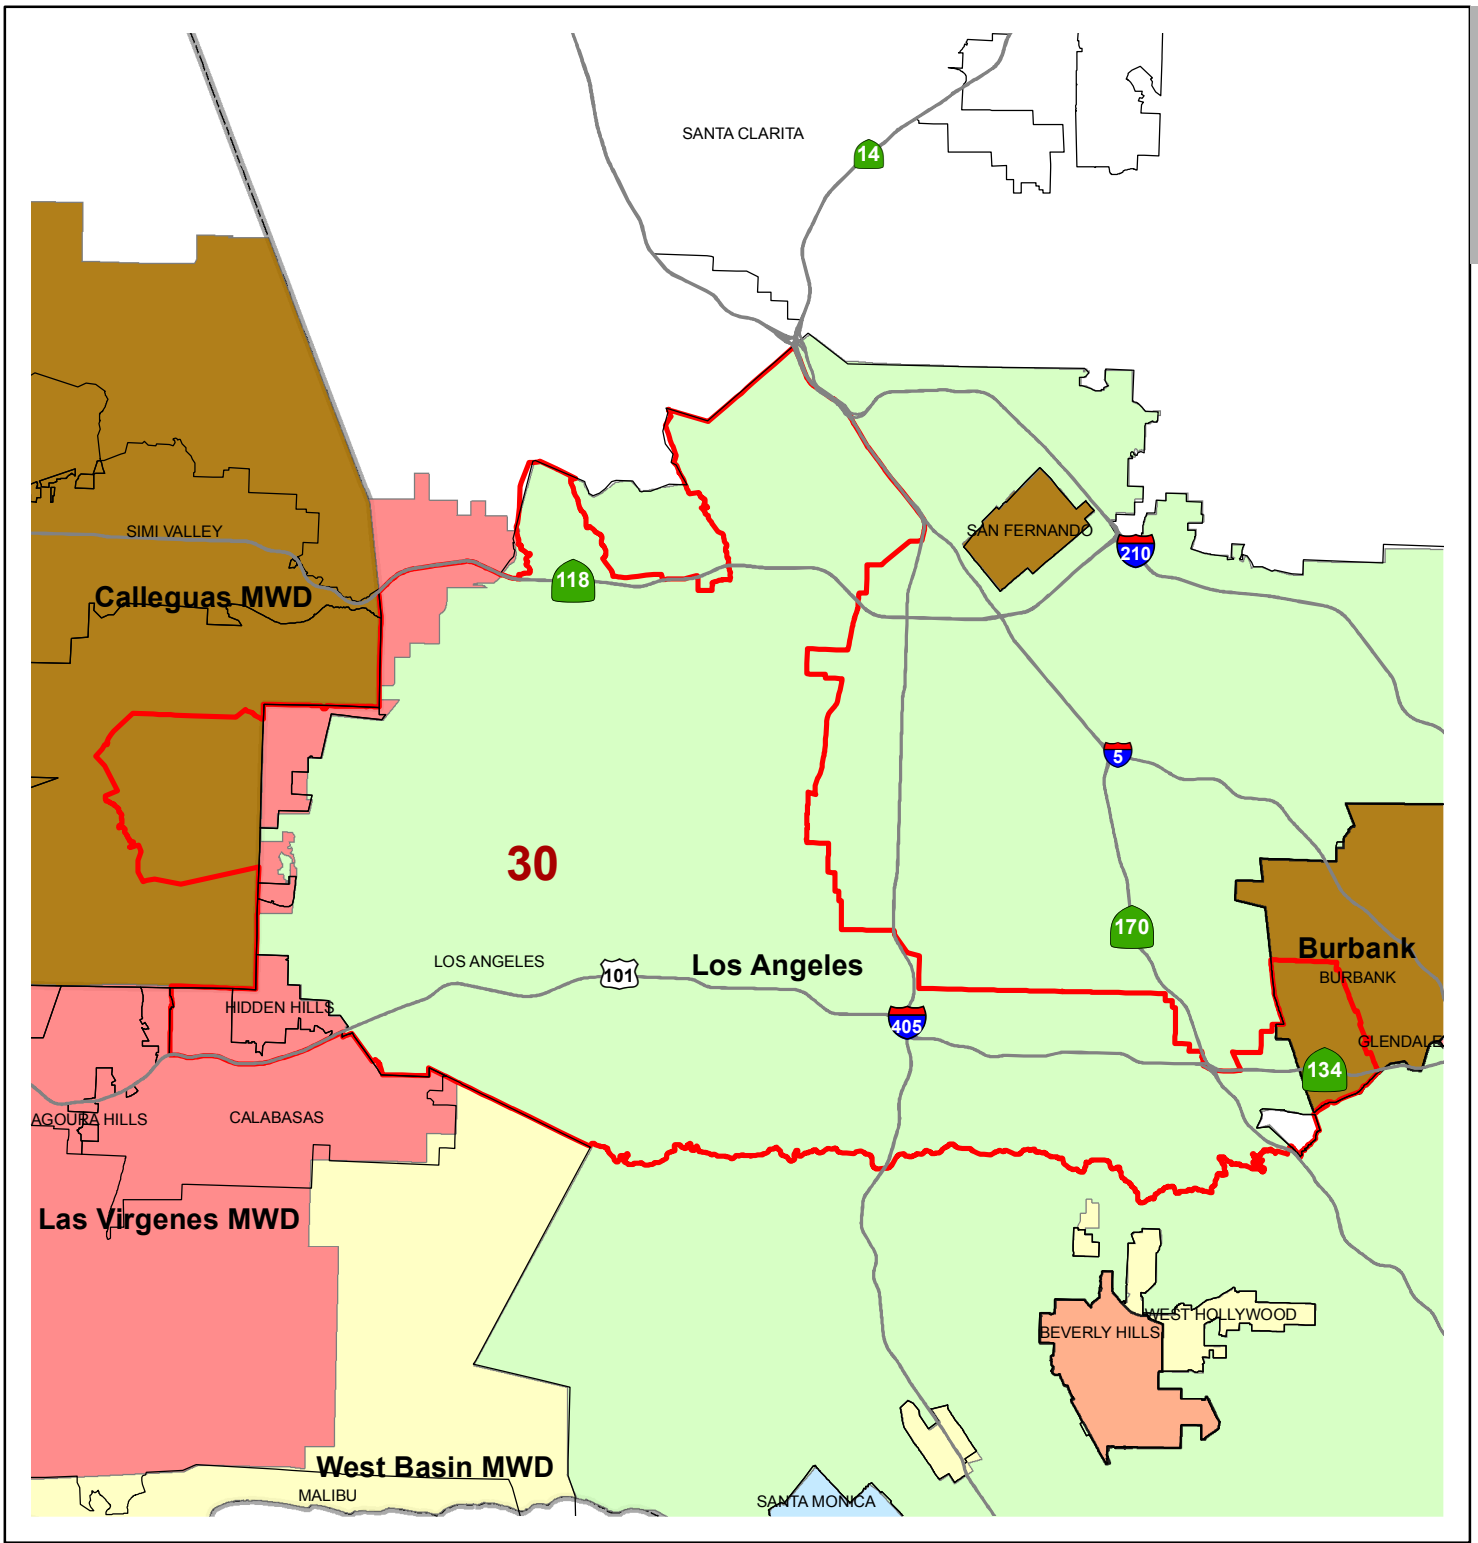 SANTA CLARITA
14
SIMI VALLEY
SAN FERNANDO
210
118
Calleguas MWD
5
30
170
Burbank
LOS ANGELES
Los Angeles
101
BURBANK
HIDDEN HILLS
405
GLENDALE
134
AGOURA HILLS
CALABASAS
Las Virgenes MWD
WEST HOLLYWOOD
BEVERLY HILLS
West Basin MWD
MALIBU
SANTA MONICA